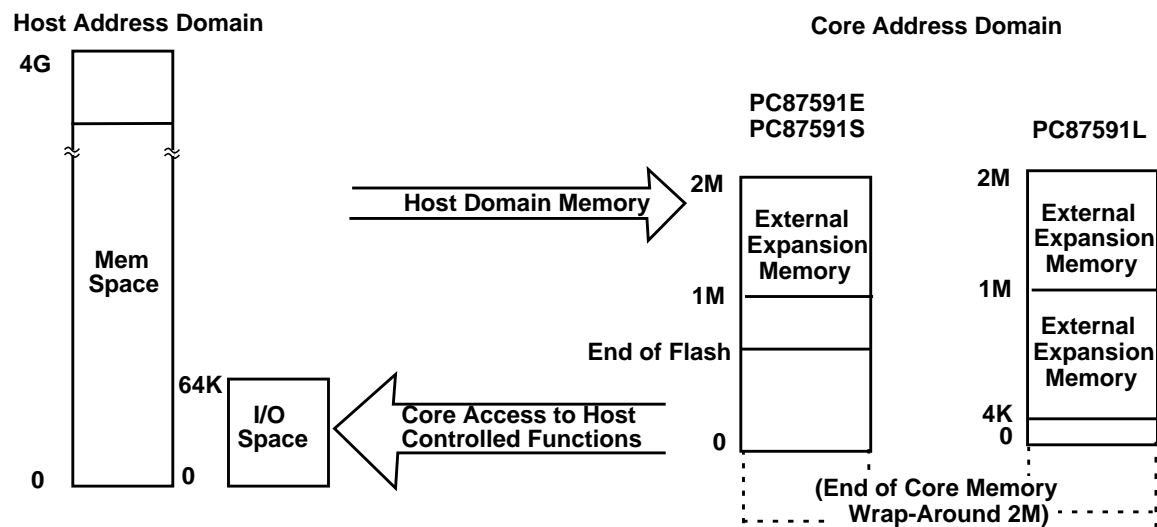 Host Address Domain
Core Address Domain
4G
PC87591E
PC87591S
PC87591L
2M
2M
Host Domain Memory
External
Expansion
Memory
External
Expansion
Memory
Mem
Space
1M
1M
External
Expansion
Memory
End of Flash
64K
I/O
Space
Core Access to Host
Controlled Functions
4K
0
0
0
0
(End of Core Memory
Wrap-Around 2M)